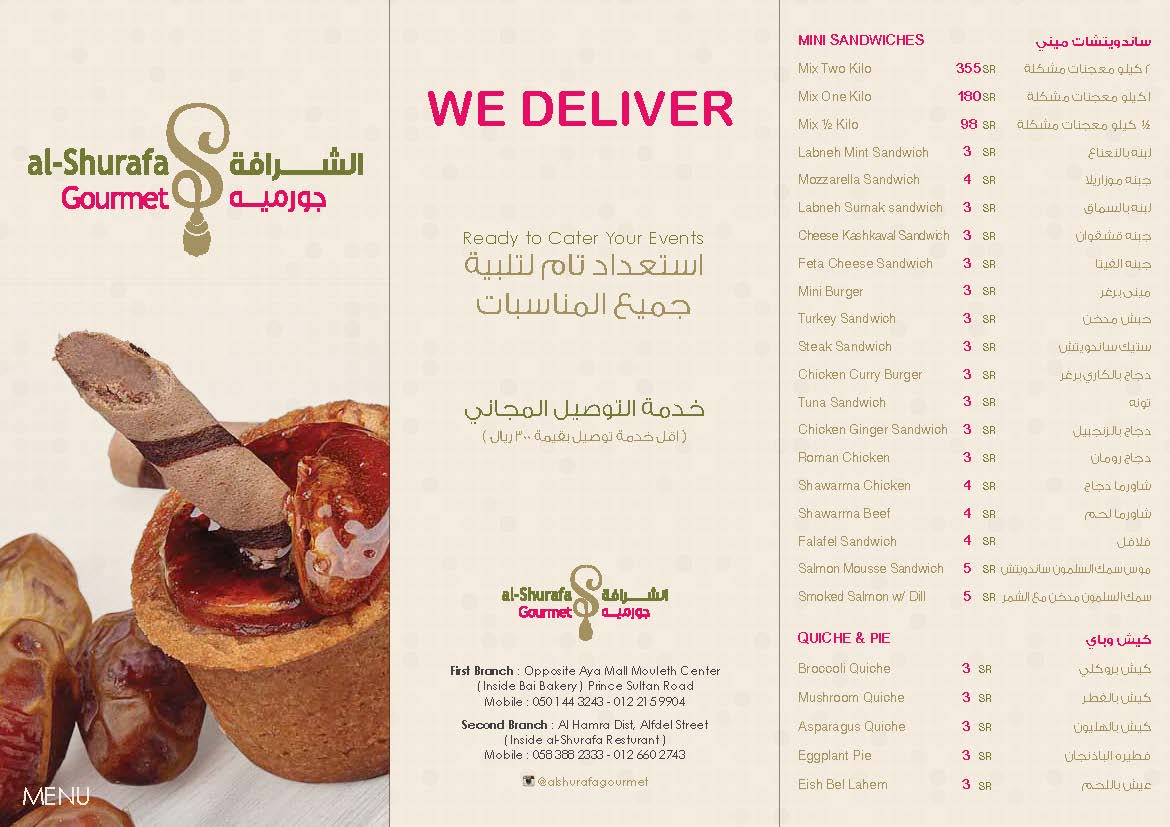 al-Shurafa الشرافة
Gourmet جورميه
MENU
WE DELIVER
Ready to Cater Your Events
استعداد تام لتلبية
جميع المناسبات
خدمة التوصيل المجاني
( اقل خدمة توصيل بقيمة ٣٠٠ ريال )
al-Shurafa الشرافة
Gourmet جورميه
First Branch : Opposite Aya Mall Mouleth Center
( Inside Bai Bakery ) Prince Sultan Road
Mobile : 050 144 3243 - 012 215 9904
Second Branch : Al Hamra Dist, Alfdel Street
( Inside al-Shurafa Resturant )
Mobile : 058 388 2333 - 012 660 2743
@alshurafagourmet
MINI SANDWICHES ساندويتشات ميني
Mix Two Kilo 355 SR ٢ كيلو معجنات مشكلة
Mix One Kilo 180 SR ١ كيلو معجنات مشكلة
Mix ½ Kilo 98 SR ½ كيلو معجنات مشكلة
Labneh Mint Sandwich 3 SR لبنه بالنعناع
Mozzarella Sandwich 4 SR جبنه موزاريلا
Labneh Sumak sandwich 3 SR لبنه بالسماق
Cheese Kashkaval Sandwich 3 SR جبنه قشقوان
Feta Cheese Sandwich 3 SR جبنه الفيتا
Mini Burger 3 SR مينى برغر
Turkey Sandwich 3 SR حبش مدخن
Steak Sandwich 3 SR ستيك ساندويتش
Chicken Curry Burger 3 SR دجاج بالكاري برغر
Tuna Sandwich 3 SR تونه
Chicken Ginger Sandwich 3 SR دجاج بالزنجبيل
Roman Chicken 3 SR دجاج رومان
Shawarma Chicken 4 SR شاورما دجاج
Shawarma Beef 4 SR شاورما لحم
Falafel Sandwich 4 SR فلافل
Salmon Mousse Sandwich 5 SR موس سمك السلمون ساندويتش
Smoked Salmon w/ Dill 5 SR سمك السلمون مدخن مع الشمر
QUICHE & PIE كيش وباي
Broccoli Quiche 3 SR كيش بروكلي
Mushroom Quiche 3 SR كيش بالفطر
Asparagus Quiche 3 SR كيش بالهليون
Eggplant Pie 3 SR فطيره الباذنجان
Eish Bel Lahem 3 SR عيش باللحم